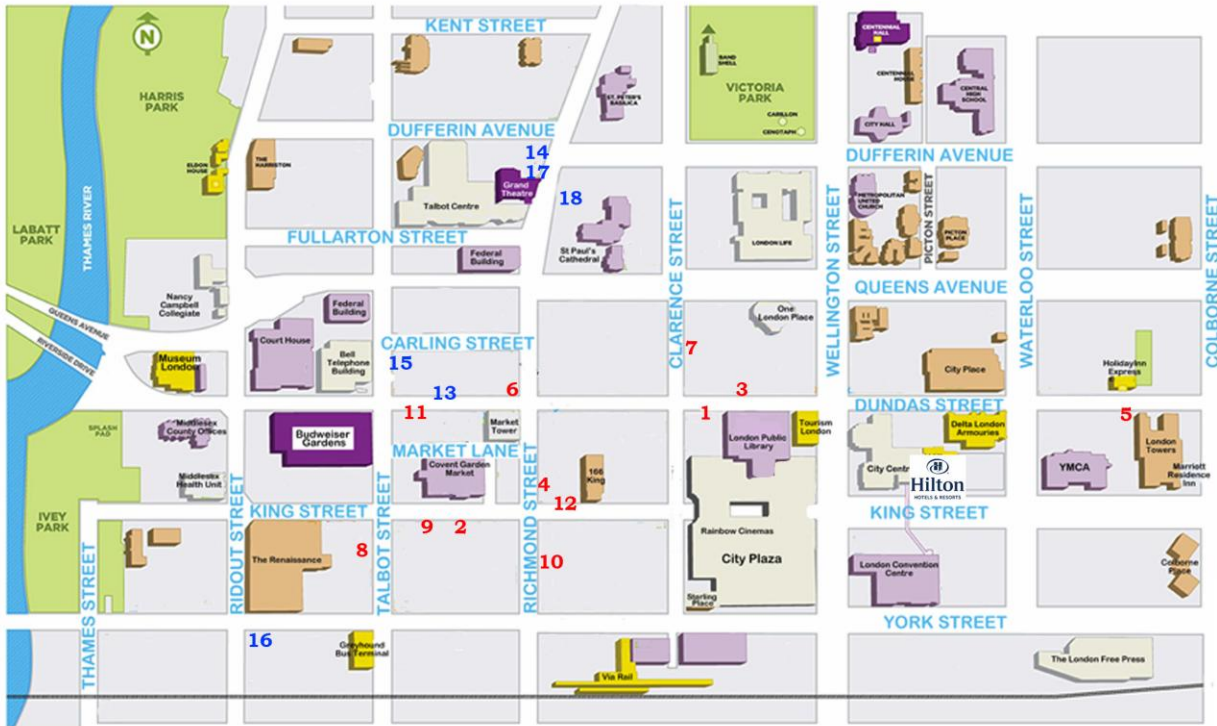 KENT STREET
N
HARRIS
PARK
BAND
SHELL
VICTORIA
PARK
CARILLON
CENOTAPH
CENTENNIAL
HALL
CENTENNIAL
HOUSE
CENTRAL
HIGH
SCHOOL
CITY HALL
ST. PETER'S
BASILICA
DUFFERIN AVENUE
DUFFERIN AVENUE
ELDON
HOUSE
THE
HARRISTON
14
17
Grand
Theatre
Talbot Centre
18
St Paul's
Cathedral
LONDON LIFE
METROPOLITAN
UNITED
CHURCH
PICTON STREET
PICTON
PLACE
LABATT
PARK
THAMES RIVER
FULLARTON STREET
Federal
Building
CLARENCE STREET
WELLINGTON STREET
WATERLOO STREET
COLBORNE STREET
QUEENS AVENUE
Nancy
Campbell
Collegiate
QUEENS AVENUE
RIVERSIDE DRIVE
Federal
Building
Court House
Bell
Telephone
Building
CARLING STREET
15
13
6
7
3
One
London Place
City Plaza
City Place
Holiday Inn
Express
Museum
London
DUNDAS STREET
11
1
5
SPLASH
PAD
Middlesex
County Offices
Budweiser
Gardens
Market
Tower
MARKET LANE
Covent Garden
Market
London Public
Library
Tourism
London
City Centre
Delta London
Armouries
Hilton
HOTELS & RESORTS
YMCA
London
Towers
Marriott
Residence
Inn
Middlesex
Health Unit
166
King
4
12
IVEY
PARK
KING STREET
KING STREET
9
2
8
10
The Renaissance
Rainbow Cinemas
London Convention
Centre
Colborne
Place
Sterling
Place
THAMES STREET
RIDOUT STREET
TALBOT STREET
RICHMOND STREET
YORK STREET
16
Greyhound
Bus Terminal
Via Rail
The London Free Press